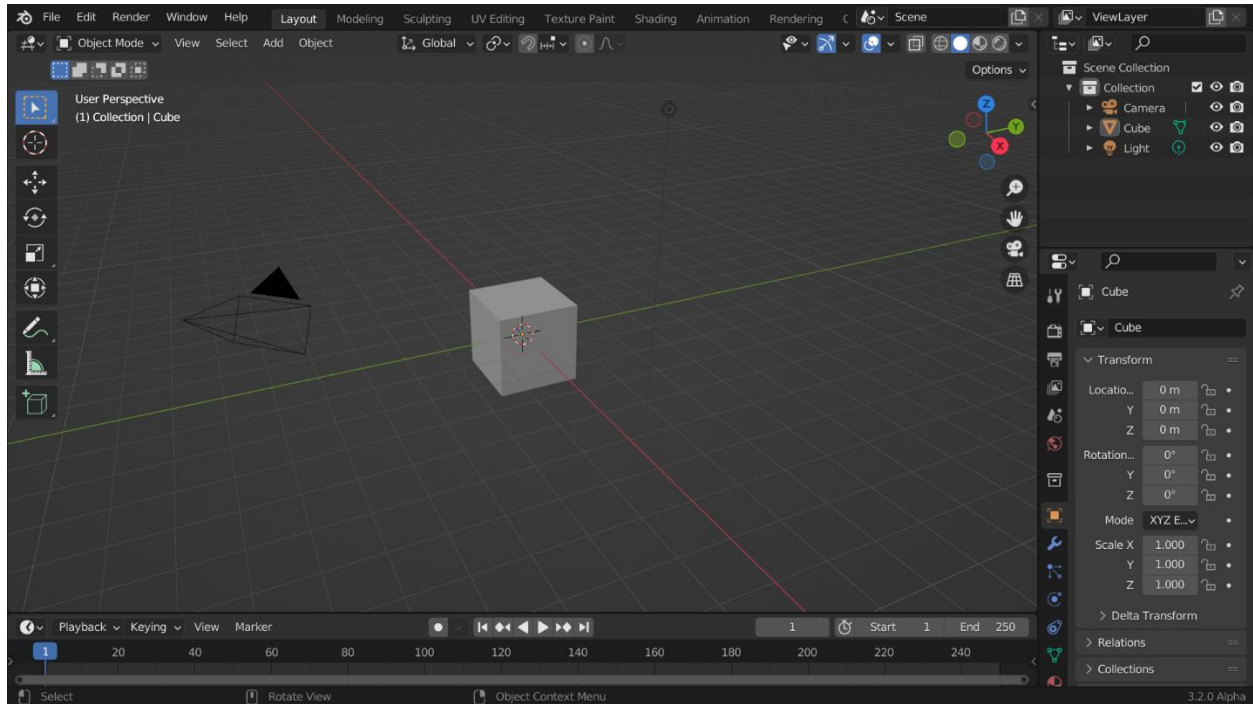 File Edit Render Window Help Layout Modeling Sculpting UV Editing Texture Paint Shading Animation Rendering Scene ViewLayer
Object Mode View Select Add Object Global
Options
User Perspective
(1) Collection | Cube
Z
Y
X
Scene Collection
Collection
Camera
Cube
Light
Cube
Cube
Transform
Locatio... 0 m
Y 0 m
Z 0 m
Rotation... 0°
Y 0°
Z 0°
Mode XYZ E...
Scale X 1.000
Y 1.000
Z 1.000
Delta Transform
Relations
Collections
Playback Keying View Marker 1 Start 1 End 250
1 20 40 60 80 100 120 140 160 180 200 220 240
Select Rotate View Object Context Menu 3.2.0 Alpha